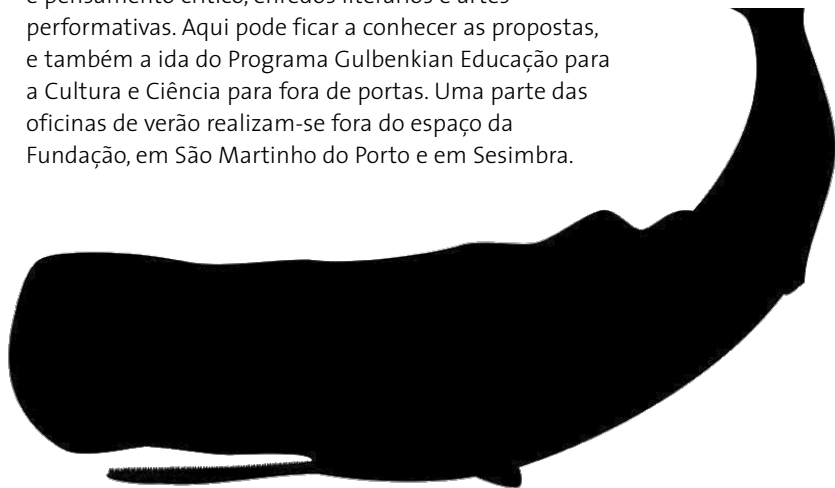 e pensamento crítico, enredos literários e artes
performativas. Aqui pode ficar a conhecer as propostas,
e também a ida do Programa Gulbenkian Educação para
a Cultura e Ciência para fora de portas. Uma parte das
oficinas de verão realizam-se fora do espaço da
Fundação, em São Martinho do Porto e em Sesimbra.